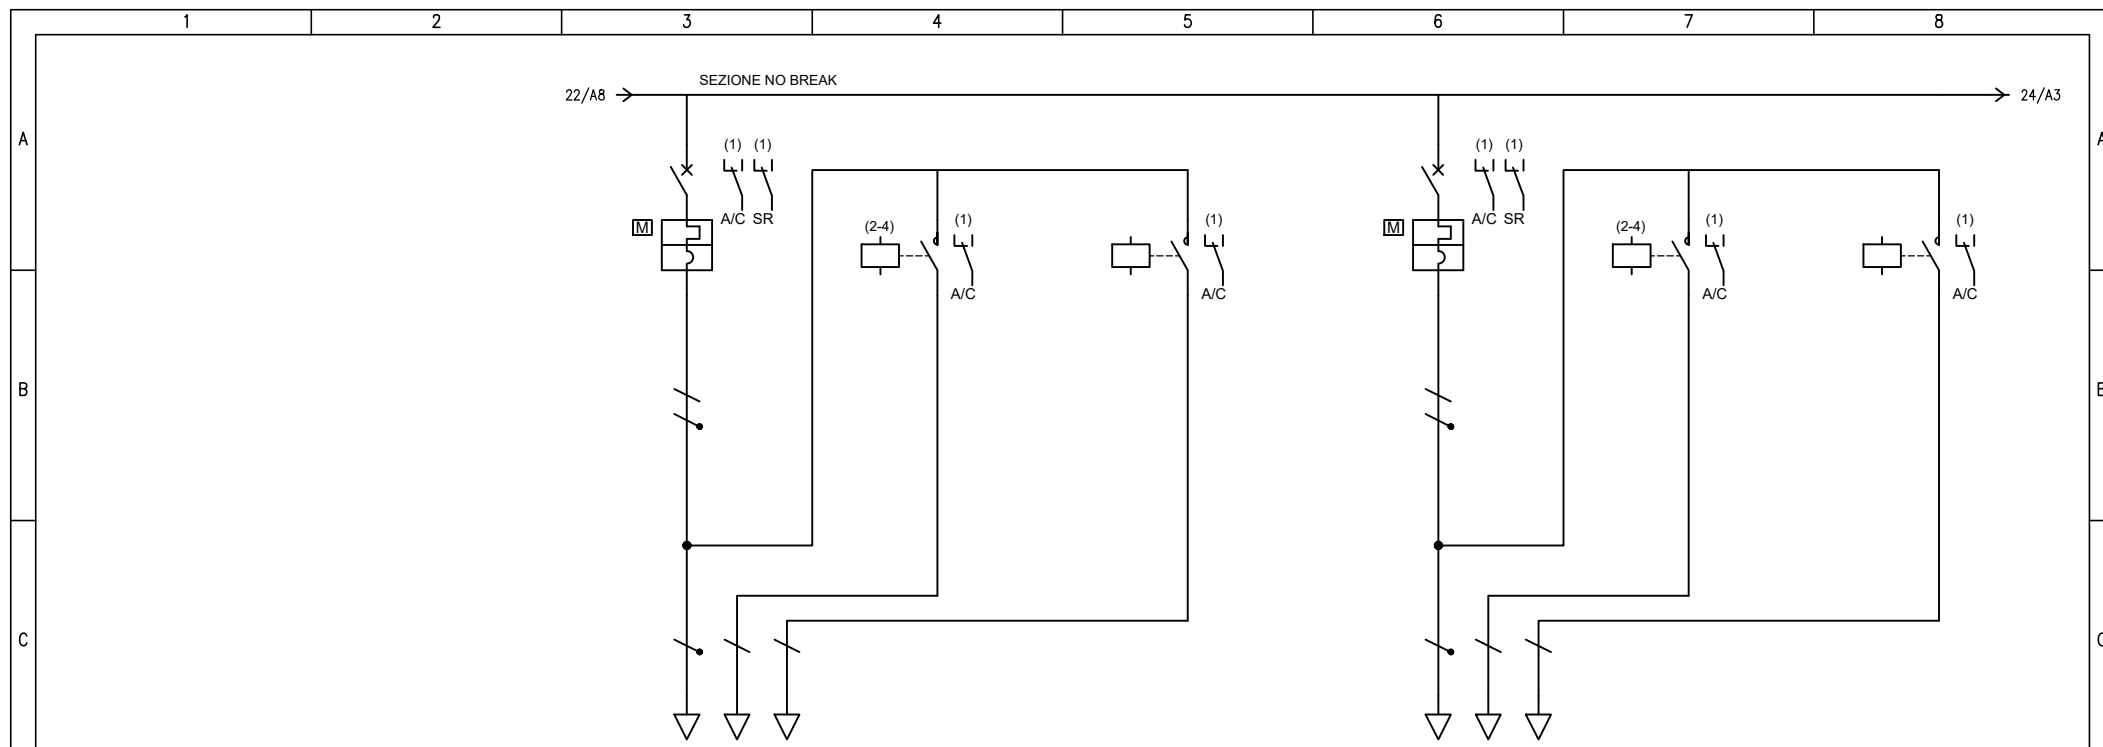 1 2 3 4 5 6 7 8
SEZIONE NO BREAK
22/A8 24/A3
A A
(1) (1) (1) (1)
A/C SR A/C SR
M (2-4) (1) (1) M (2-4) (1) (1)
A/C A/C A/C A/C
B B
C C